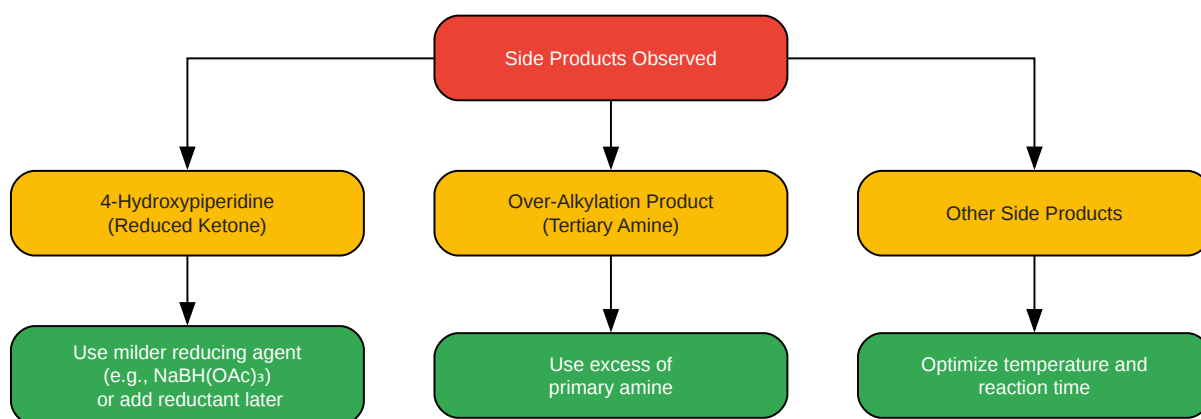 Side Products Observed
4-Hydroxypiperidine
(Reduced Ketone)
Over-Alkylation Product
(Tertiary Amine)
Other Side Products
Use milder reducing agent
(e.g., NaBH(OAc)₃)
or add reductant later
Use excess of
primary amine
Optimize temperature and
reaction time